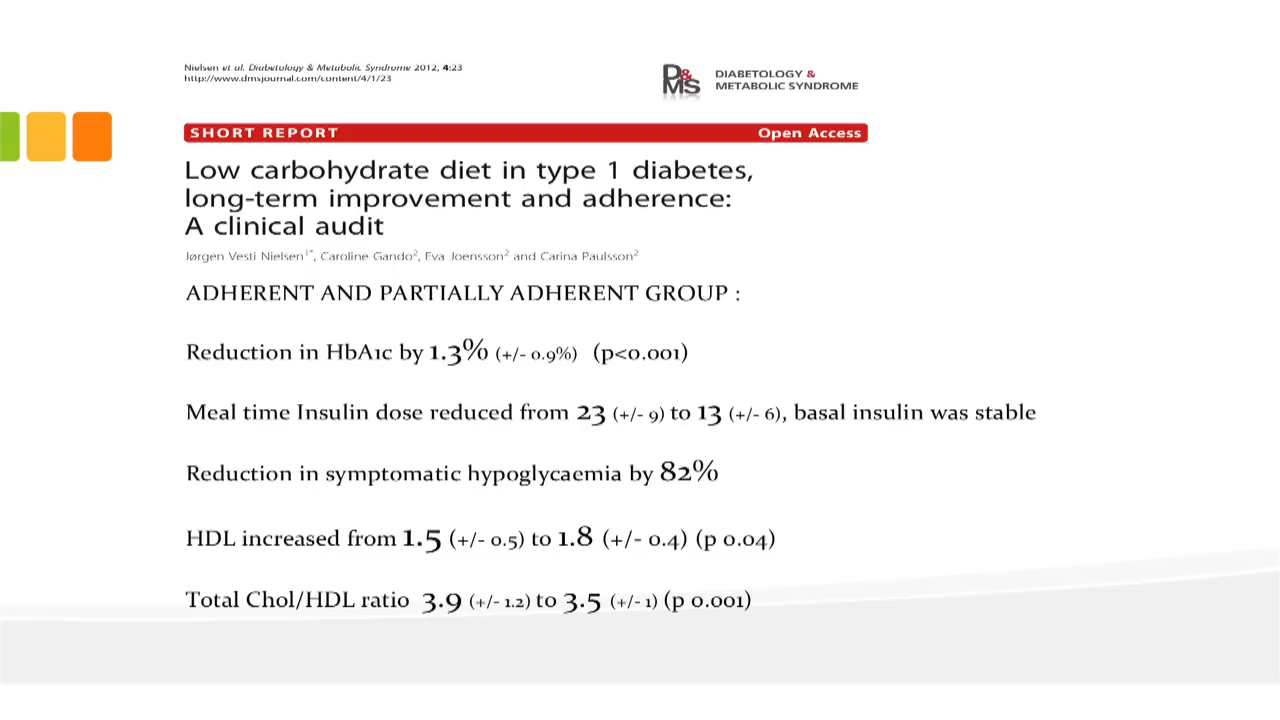 Nielsen et al. Diabetology & Metabolic Syndrome 2012, 4:23
http://www.dmsjournal.com/content/4/1/23
D&MS DIABETOLOGY &
METABOLIC SYNDROME
SHORT REPORT Open Access
Low carbohydrate diet in type 1 diabetes,
long-term improvement and adherence:
A clinical audit
Jørgen Vesti Nielsen1*, Caroline Gando2, Eva Joensson2 and Carina Paulsson2
ADHERENT AND PARTIALLY ADHERENT GROUP :
Reduction in HbA1c by 1.3% (+/- 0.9%) (p<0.001)
Meal time Insulin dose reduced from 23 (+/- 9) to 13 (+/- 6), basal insulin was stable
Reduction in symptomatic hypoglycaemia by 82%
HDL increased from 1.5 (+/- 0.5) to 1.8 (+/- 0.4) (p 0.04)
Total Chol/HDL ratio 3.9 (+/- 1.2) to 3.5 (+/- 1) (p 0.001)